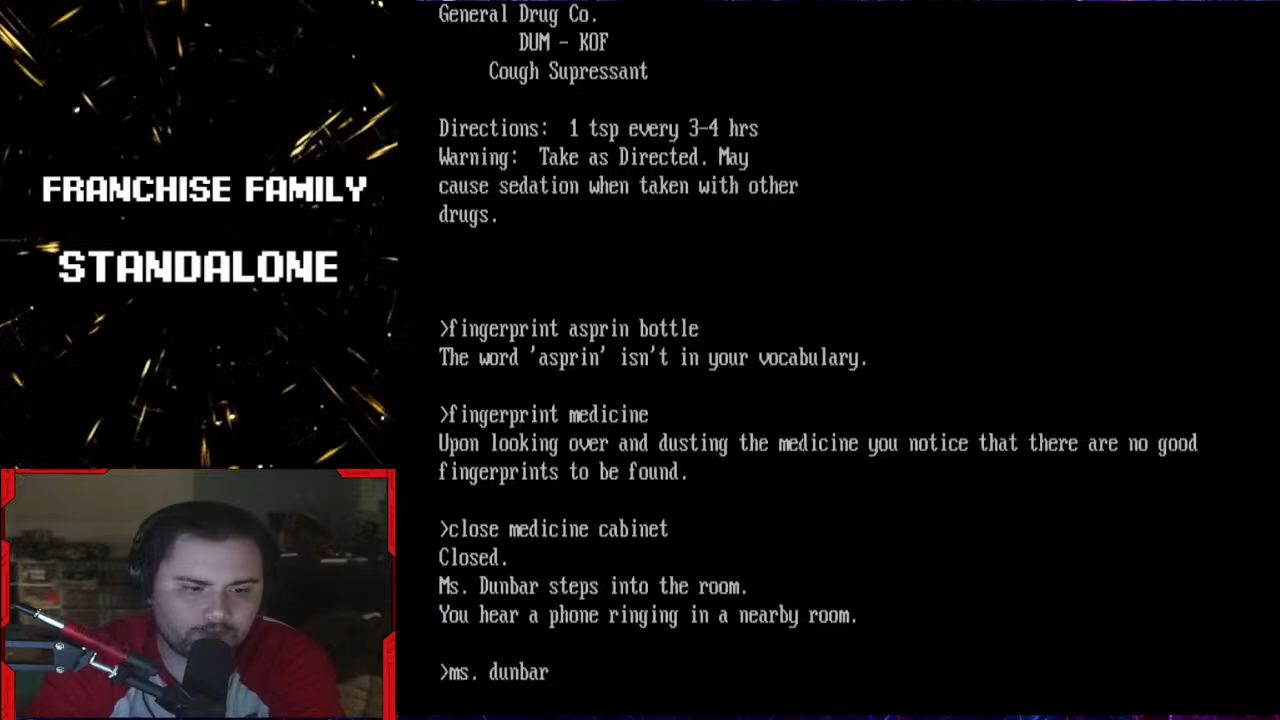 FRANCHISE FAMILY
STANDALONE
General Drug Co.
DUM - KOF
Cough Supressant
Directions: 1 tsp every 3-4 hrs
Warning: Take as Directed. May
cause sedation when taken with other
drugs.
>fingerprint asprin bottle
The word 'asprin' isn't in your vocabulary.
>fingerprint medicine
Upon looking over and dusting the medicine you notice that there are no good
fingerprints to be found.
>close medicine cabinet
Closed.
Ms. Dunbar steps into the room.
You hear a phone ringing in a nearby room.
>ms. dunbar